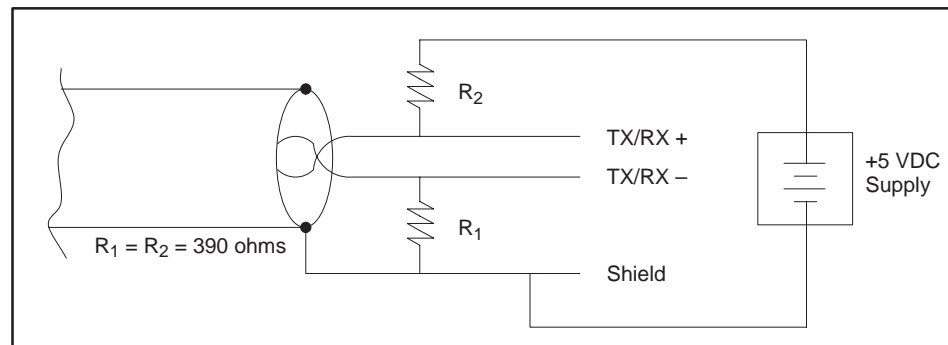 R2
TX/RX +
+5 VDC
Supply
TX/RX –
R1
R1 = R2 = 390 ohms
Shield